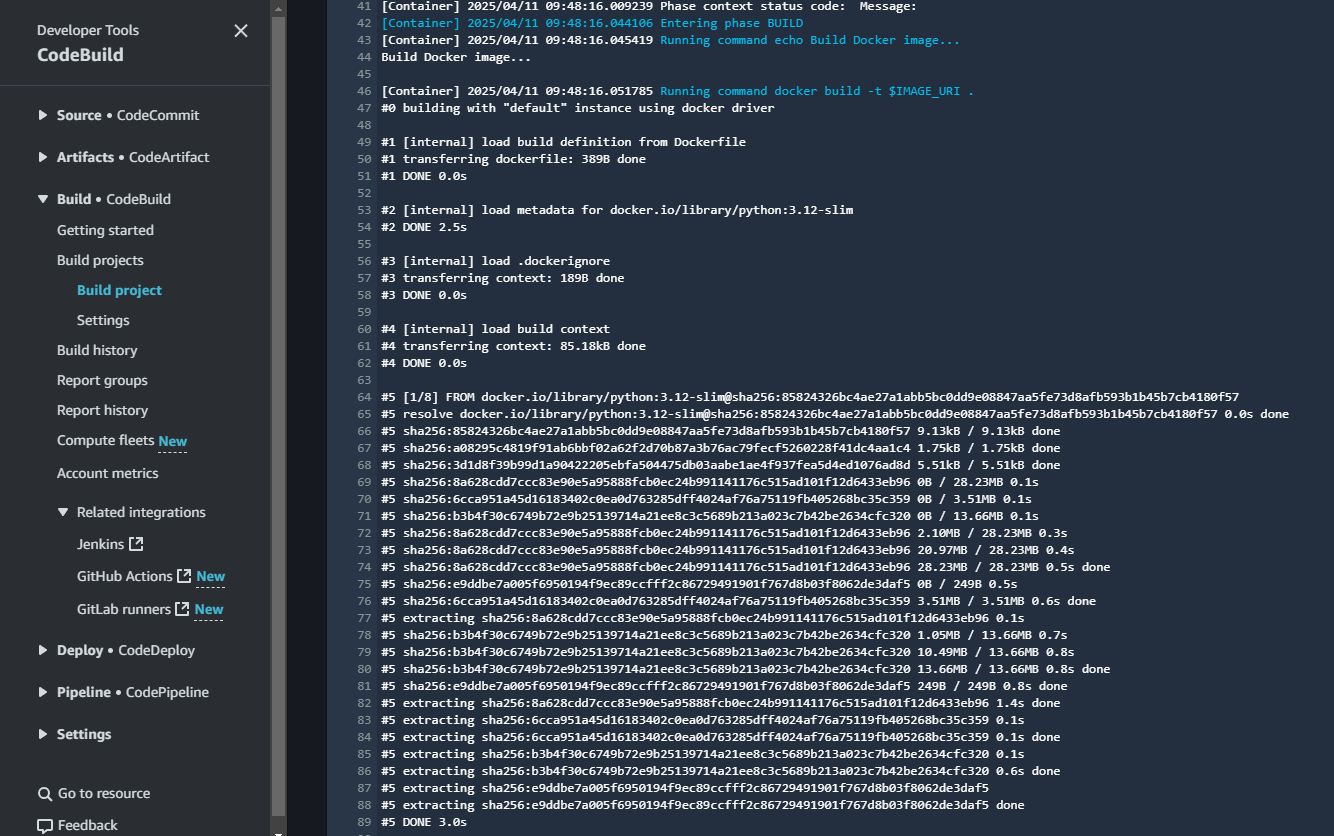 Developer Tools
CodeBuild
Source • CodeCommit
Artifacts • CodeArtifact
Build • CodeBuild
Getting started
Build projects
Build project
Settings
Build history
Report groups
Report history
Compute fleets New
Account metrics
Related integrations
Jenkins
GitHub Actions New
GitLab runners New
Deploy • CodeDeploy
Pipeline • CodePipeline
Settings
Go to resource
Feedback
41 [Container] 2025/04/11 09:48:16.009239 Phase context status code:  Message:
42 [Container] 2025/04/11 09:48:16.044106 Entering phase BUILD
43 [Container] 2025/04/11 09:48:16.045419 Running command echo Build Docker image...
44 Build Docker image...
45
46 [Container] 2025/04/11 09:48:16.051785 Running command docker build -t $IMAGE_URI .
47 #0 building with "default" instance using docker driver
48
49 #1 [internal] load build definition from Dockerfile
50 #1 transferring dockerfile: 389B done
51 #1 DONE 0.0s
52
53 #2 [internal] load metadata for docker.io/library/python:3.12-slim
54 #2 DONE 2.5s
55
56 #3 [internal] load .dockerignore
57 #3 transferring context: 189B done
58 #3 DONE 0.0s
59
60 #4 [internal] load build context
61 #4 transferring context: 85.18kB done
62 #4 DONE 0.0s
63
64 #5 [1/8] FROM docker.io/library/python:3.12-slim@sha256:85824326bc4ae27a1abb5bc0dd9e08847aa5fe73d8afb593b1b45b7cb4180f57
65 #5 resolve docker.io/library/python:3.12-slim@sha256:85824326bc4ae27a1abb5bc0dd9e08847aa5fe73d8afb593b1b45b7cb4180f57 0.0s done
66 #5 sha256:85824326bc4ae27a1abb5bc0dd9e08847aa5fe73d8afb593b1b45b7cb4180f57 9.13kB / 9.13kB done
67 #5 sha256:a08295c4819f91ab6bbf02a62f2d70b87a3b76ac79fecf5260228f41dc4aa1c4 1.75kB / 1.75kB done
68 #5 sha256:3d1d8f39b99d1a90422205ebfa504475db03aabe1ae4f937fea5d4ed1076ad8d 5.51kB / 5.51kB done
69 #5 sha256:8a628cdd7ccc83e90e5a95888fcb0ec24b991141176c515ad101f12d6433eb96 0B / 28.23MB 0.1s
70 #5 sha256:6cca951a45d16183402c0ea0d763285dff4024af76a75119fb405268bc35c359 0B / 3.51MB 0.1s
71 #5 sha256:b3b4f30c6749b72e9b25139714a21ee8c3c5689b213a023c7b42be2634cfc320 0B / 13.66MB 0.1s
72 #5 sha256:8a628cdd7ccc83e90e5a95888fcb0ec24b991141176c515ad101f12d6433eb96 2.10MB / 28.23MB 0.3s
73 #5 sha256:8a628cdd7ccc83e90e5a95888fcb0ec24b991141176c515ad101f12d6433eb96 20.97MB / 28.23MB 0.4s
74 #5 sha256:8a628cdd7ccc83e90e5a95888fcb0ec24b991141176c515ad101f12d6433eb96 28.23MB / 28.23MB 0.5s done
75 #5 sha256:e9ddbe7a005f6950194f9ec89ccfff2c86729491901f767d8b03f8062de3daf5 0B / 249B 0.5s
76 #5 sha256:6cca951a45d16183402c0ea0d763285dff4024af76a75119fb405268bc35c359 3.51MB / 3.51MB 0.6s done
77 #5 extracting sha256:8a628cdd7ccc83e90e5a95888fcb0ec24b991141176c515ad101f12d6433eb96 0.1s
78 #5 sha256:b3b4f30c6749b72e9b25139714a21ee8c3c5689b213a023c7b42be2634cfc320 1.05MB / 13.66MB 0.7s
79 #5 sha256:b3b4f30c6749b72e9b25139714a21ee8c3c5689b213a023c7b42be2634cfc320 10.49MB / 13.66MB 0.8s
80 #5 sha256:b3b4f30c6749b72e9b25139714a21ee8c3c5689b213a023c7b42be2634cfc320 13.66MB / 13.66MB 0.8s done
81 #5 sha256:e9ddbe7a005f6950194f9ec89ccfff2c86729491901f767d8b03f8062de3daf5 249B / 249B 0.8s done
82 #5 extracting sha256:8a628cdd7ccc83e90e5a95888fcb0ec24b991141176c515ad101f12d6433eb96 1.4s done
83 #5 extracting sha256:6cca951a45d16183402c0ea0d763285dff4024af76a75119fb405268bc35c359 0.1s
84 #5 extracting sha256:6cca951a45d16183402c0ea0d763285dff4024af76a75119fb405268bc35c359 0.1s done
85 #5 extracting sha256:b3b4f30c6749b72e9b25139714a21ee8c3c5689b213a023c7b42be2634cfc320 0.1s
86 #5 extracting sha256:b3b4f30c6749b72e9b25139714a21ee8c3c5689b213a023c7b42be2634cfc320 0.6s done
87 #5 extracting sha256:e9ddbe7a005f6950194f9ec89ccfff2c86729491901f767d8b03f8062de3daf5
88 #5 extracting sha256:e9ddbe7a005f6950194f9ec89ccfff2c86729491901f767d8b03f8062de3daf5 done
89 #5 DONE 3.0s